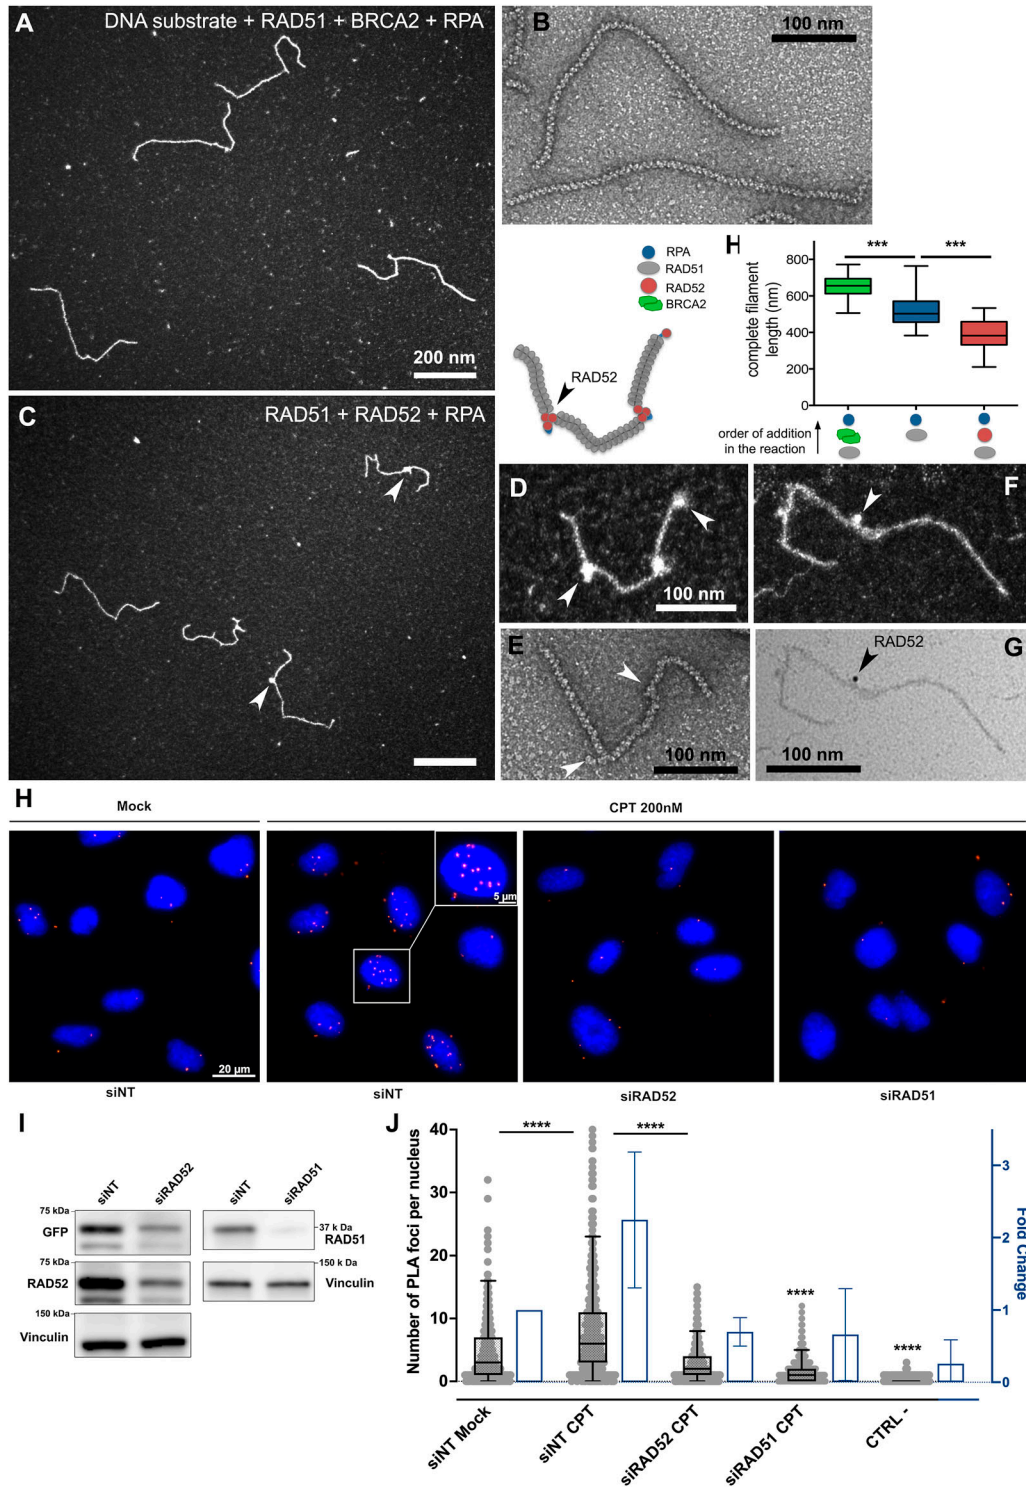 A
DNA substrate + RAD51 + BRCA2 + RPA
200 nm
B
100 nm
C
RAD51 + RAD52 + RPA
RPA
RAD51
RAD52
BRCA2
RAD52
H
complete filament
length (nm)
800
600
400
200
0
***
***
order of addition
in the reaction
D
100 nm
F
E
100 nm
G
RAD52
100 nm
H
Mock
CPT 200nM
5 µm
20 µm
siNT
siNT
siRAD52
siRAD51
I
siNT
siRAD52
siNT
siRAD51
75 kDa
GFP
37 k Da
RAD51
75 kDa
RAD52
150 k Da
Vinculin
150 kDa
Vinculin
J
Number of PLA foci per nucleus
40
30
20
10
0
****
****
****
****
3
2
1
0
Fold Change
siNT Mock
siNT CPT
siRAD52 CPT
siRAD51 CPT
CTRL -